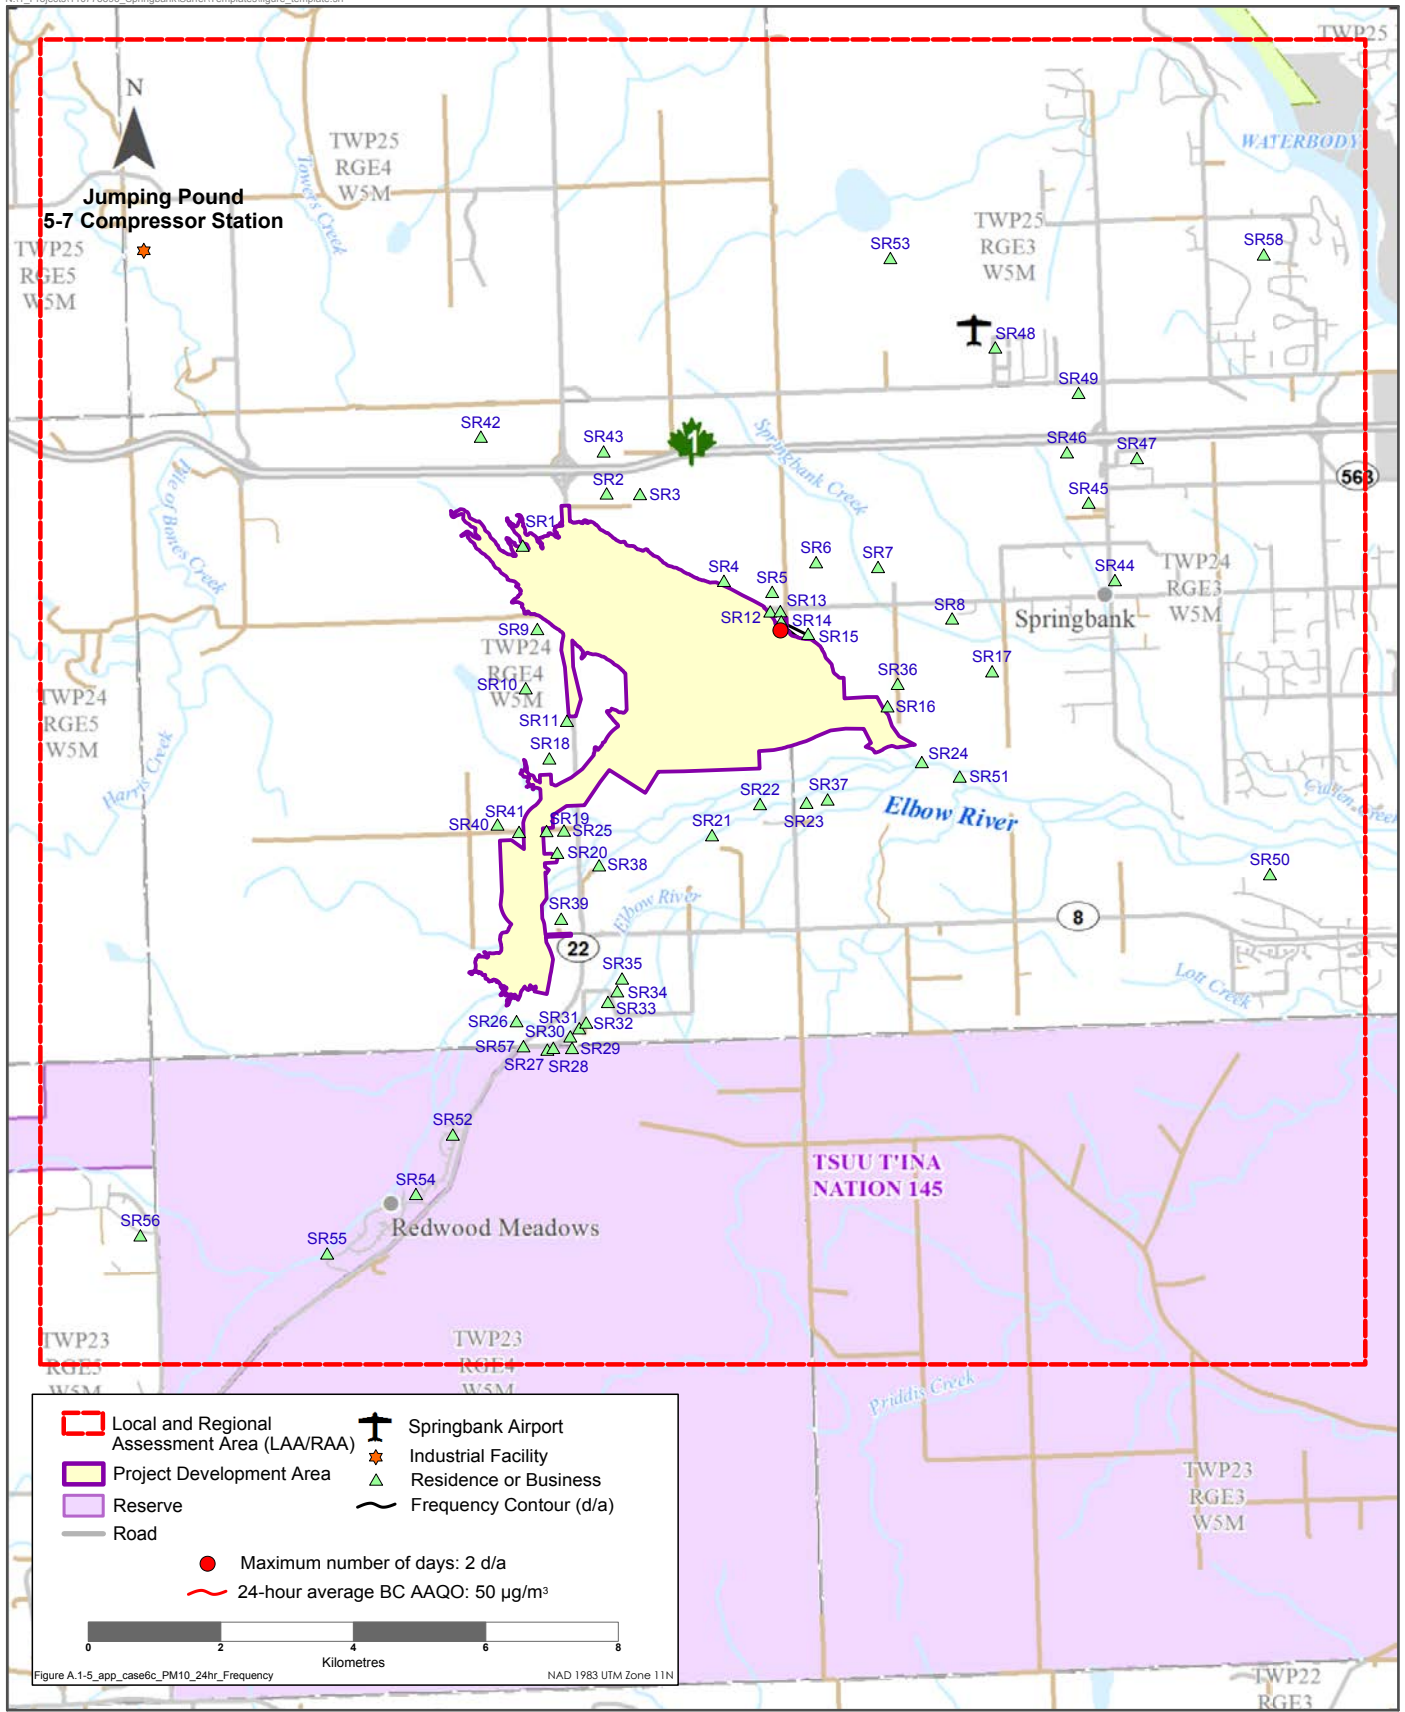 TWP25
N
TWP25
RGE4
W5M
WATERBODY
Towers Creek
Jumping Pound
5-7 Compressor Station
TWP25
RGE5
W5M
TWP25
RGE3
W5M
SR53
SR58
SR48
SR49
SR42
SR43
1
Springbank Creek
SR46
SR47
563
Pile of Bones Creek
SR2
SR3
SR45
SR1
SR6
SR7
SR4
SR5
SR44
TWP24
RGE3
W5M
SR13
SR12
SR14
SR15
SR8
Springbank
SR9
TWP24
RGE4
W5M
SR10
SR17
SR36
SR16
SR11
TWP24
RGE5
W5M
Harris Creek
SR18
SR24
SR51
SR22
SR37
SR23
Elbow River
Cullen Creek
SR41
SR40
SR19
SR25
SR21
SR20
SR38
SR50
Elbow River
SR39
8
22
Lott Creek
SR35
SR34
SR33
SR26
SR31
SR32
SR30
SR57
SR29
SR27
SR28
SR52
TSUU T'INA
NATION 145
SR54
SR56
Redwood Meadows
SR55
TWP23
RGE5
W5M
TWP23
RGE4
W5M
Priddis Creek
TWP23
RGE3
W5M
TWP22
RGE3
Local and Regional
Assessment Area (LAA/RAA)
Project Development Area
Reserve
Road
Springbank Airport
Industrial Facility
Residence or Business
Frequency Contour (d/a)
Maximum number of days: 2 d/a
24-hour average BC AAQO: 50 µg/m³
0 2 4 6 8
Kilometres
Figure A.1-5_app_case6c_PM10_24hr_Frequency
NAD 1983 UTM Zone 11N